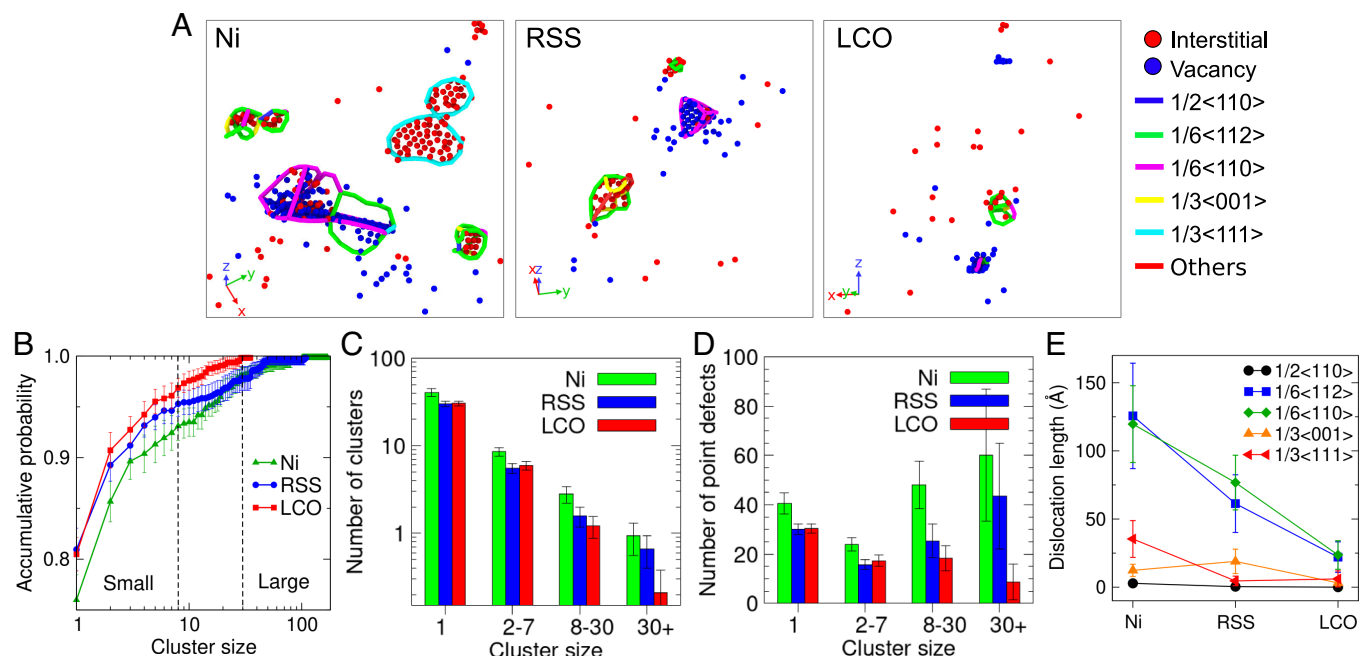 A
Ni
RSS
LCO
Interstitial
Vacancy
1/2<110>
1/6<112>
1/6<110>
1/3<001>
1/3<111>
Others
z
y
x
x
z
y
z
x
y
B
Accumulative probability
1.0
0.9
0.8
Ni
RSS
LCO
Small
Large
1
10
100
Cluster size
C
Number of clusters
100
10
1
Ni
RSS
LCO
1
2-7
8-30
30+
Cluster size
D
Number of point defects
100
80
60
40
20
0
Ni
RSS
LCO
1
2-7
8-30
30+
Cluster size
E
Dislocation length (Å)
150
100
50
0
1/2<110>
1/6<112>
1/6<110>
1/3<001>
1/3<111>
Ni
RSS
LCO